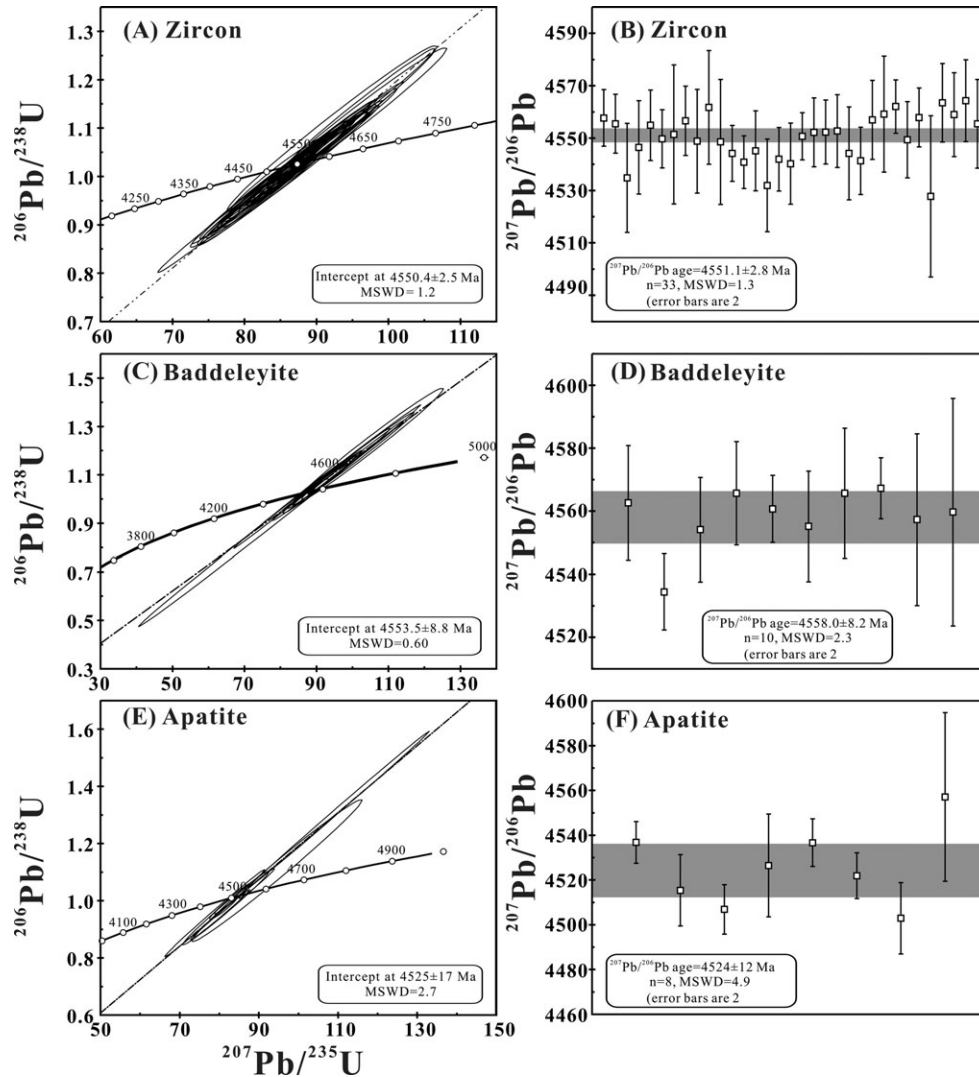 (A) Zircon
²⁰⁶Pb/²³⁸U
1.3
1.2
1.1
1.0
0.9
0.8
0.7
4250
4350
4450
4550
4650
4750
Intercept at 4550.4±2.5 Ma
MSWD= 1.2
60 70 80 90 100 110
(B) Zircon
²⁰⁷Pb/²⁰⁶Pb
4590
4570
4550
4530
4510
4490
²⁰⁷Pb/²⁰⁶Pb age=4551.1±2.8 Ma
n=33, MSWD=1.3
(error bars are 2
(C) Baddeleyite
²⁰⁶Pb/²³⁸U
1.5
1.3
1.1
0.9
0.7
0.5
0.3
3800
4200
4600
5000
Intercept at 4553.5±8.8 Ma
MSWD=0.60
30 50 70 90 110 130
(D) Baddeleyite
²⁰⁷Pb/²⁰⁶Pb
4600
4580
4560
4540
4520
²⁰⁷Pb/²⁰⁶Pb age=4558.0±8.2 Ma
n=10, MSWD=2.3
(error bars are 2
(E) Apatite
²⁰⁶Pb/²³⁸U
1.6
1.4
1.2
1.0
0.8
0.6
4100
4300
4500
4700
4900
Intercept at 4525±17 Ma
MSWD=2.7
50 70 90 110 130 150
²⁰⁷Pb/²³⁵U
(F) Apatite
²⁰⁷Pb/²⁰⁶Pb
4600
4580
4560
4540
4520
4500
4480
4460
²⁰⁷Pb/²⁰⁶Pb age=4524±12 Ma
n=8, MSWD=4.9
(error bars are 2